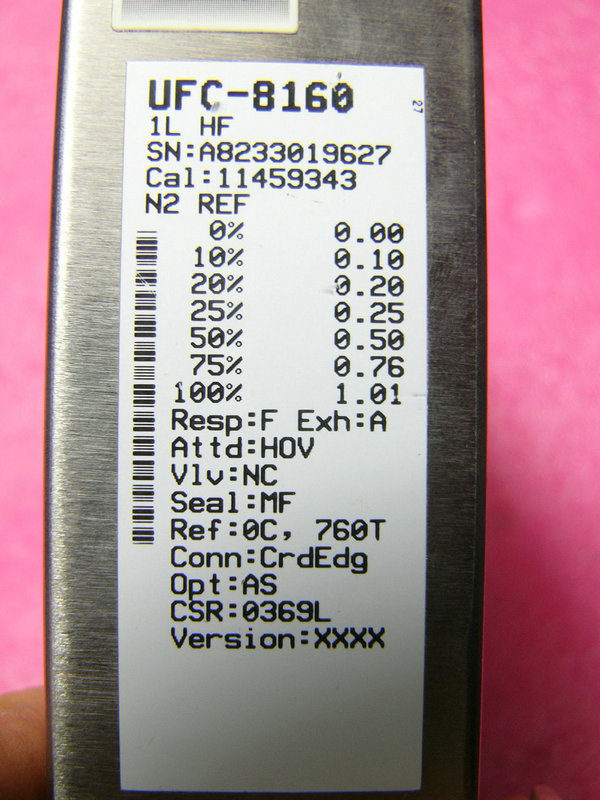 UFC-8160
27
1L HF
SN:A8233019627
Cal:11459343
N2 REF
0% 0.00
10% 0.10
20% 0.20
25% 0.25
50% 0.50
75% 0.76
100% 1.01
Resp:F Exh:A
Attd:HOV
Vlv:NC
Seal:MF
Ref:0C, 760T
Conn:CrdEdg
Opt:AS
CSR:0369L
Version:XXXX